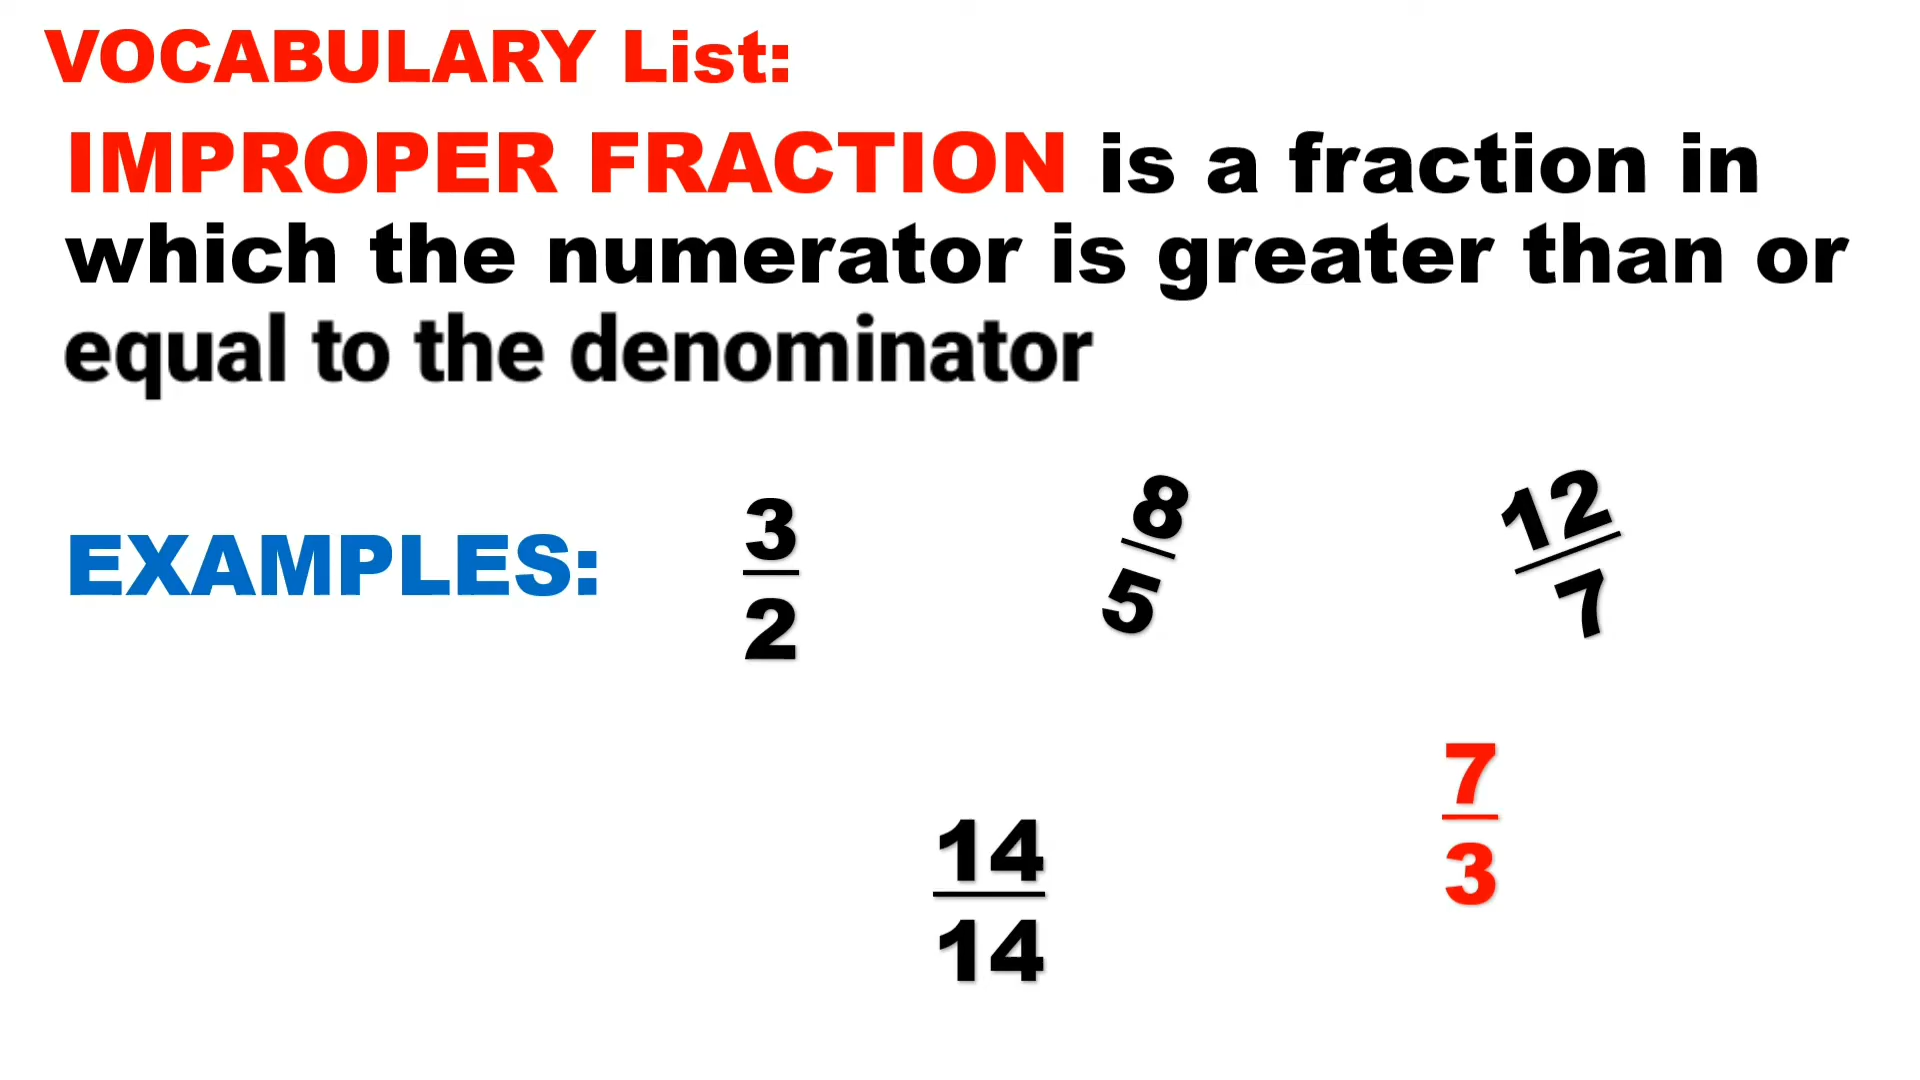 VOCABULARY List:
IMPROPER FRACTION is a fraction in
which the numerator is greater than or
equal to the denominator
EXAMPLES:
3/2
8/5
12/7
14/14
7/3